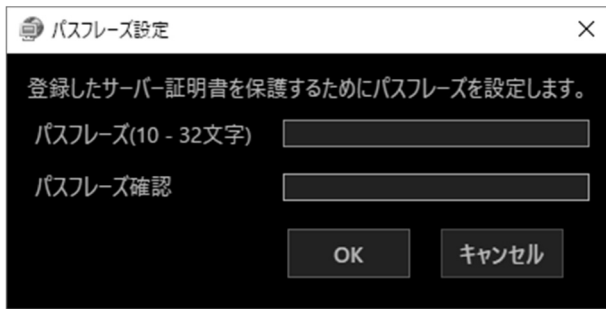 パスフレーズ設定
登録したサーバー証明書を保護するためにパスフレーズを設定します。
パスフレーズ(10 - 32文字)
パスフレーズ確認
OK キャンセル